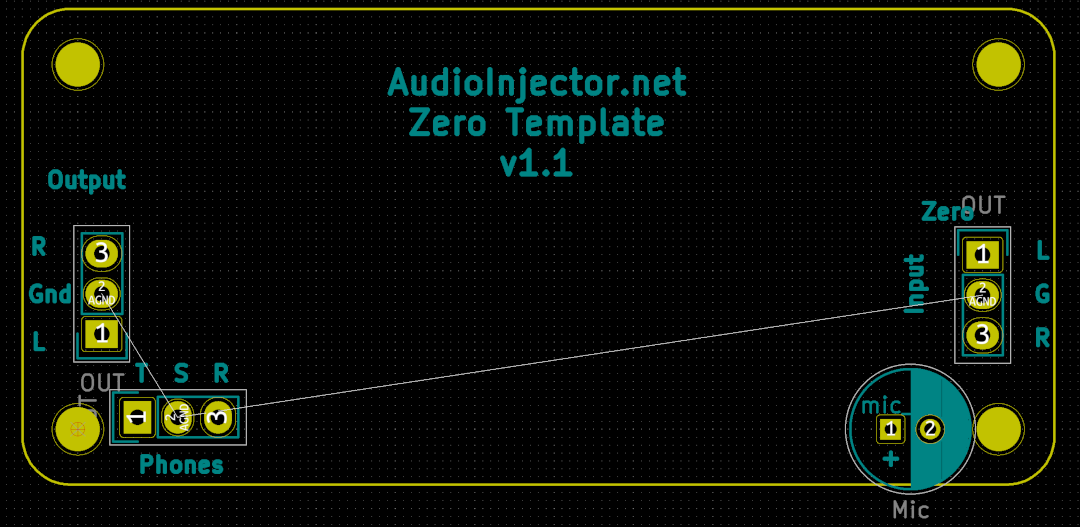 AudioInjector.net
Zero Template
v1.1
Output
R
3
Gnd
2
AGND
L
1
OUT
T S R
1
2
AGND
3
Phones
Zero
OUT
Input
1
L
2
AGND
G
3
R
mic
1
2
+
Mic